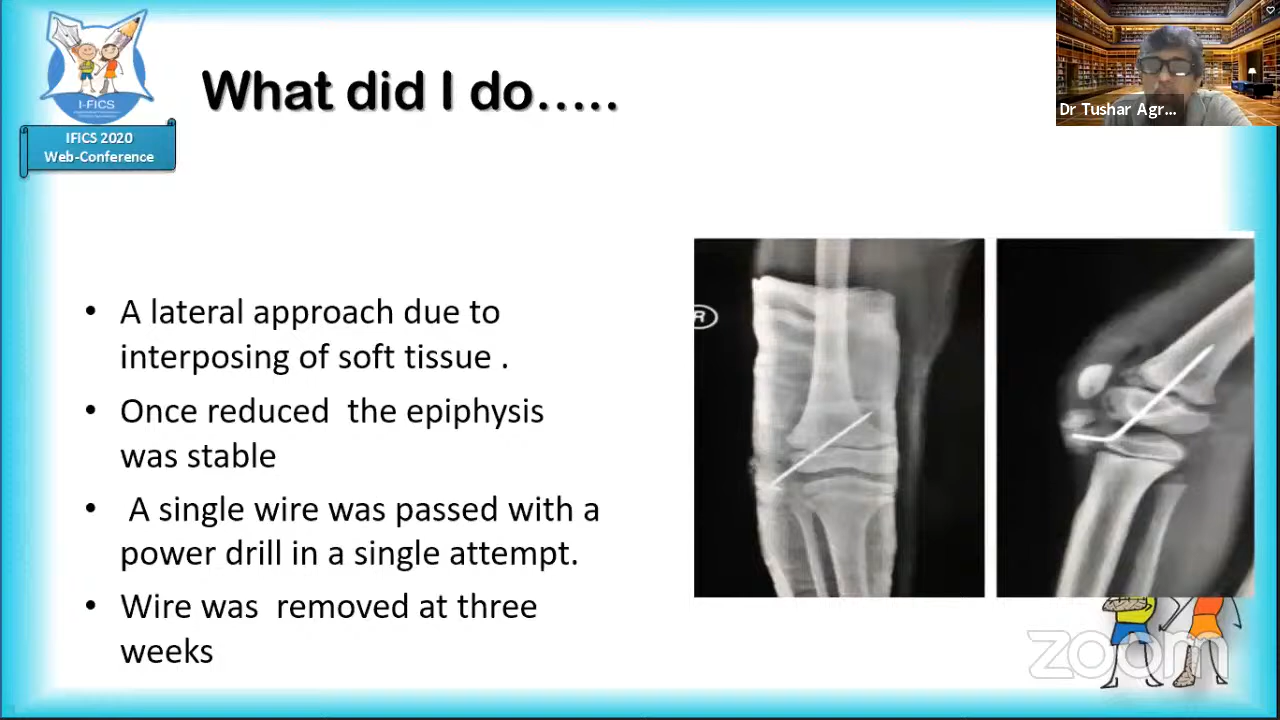 What did I do.....
I-FICS
IFICS 2020
Web-Conference
Dr Tushar Agr...
• A lateral approach due to
interposing of soft tissue .
• Once reduced the epiphysis
was stable
• A single wire was passed with a
power drill in a single attempt.
• Wire was removed at three
weeks
R
zoom